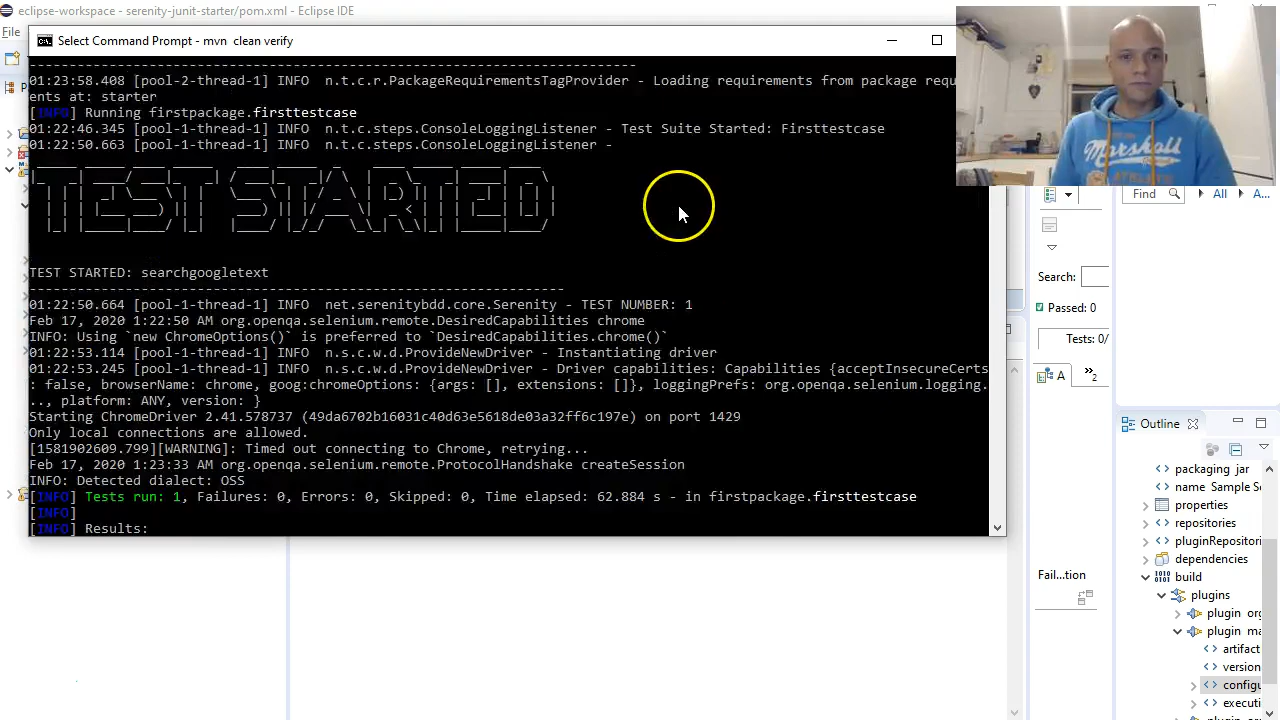 eclipse-workspace - serenity-junit-starter/pom.xml - Eclipse IDE
File
Select Command Prompt - mvn clean verify
01:23:58.408 [pool-2-thread-1] INFO n.t.c.r.PackageRequirementsTagProvider - Loading requirements from package requ
ents at: starter
[INFO] Running firstpackage.firsttestcase
01:22:46.345 [pool-1-thread-1] INFO n.t.c.steps.ConsoleLoggingListener - Test Suite Started: Firsttestcase
01:22:50.663 [pool-1-thread-1] INFO n.t.c.steps.ConsoleLoggingListener -
TEST STARTED
TEST STARTED: searchgoogletext
01:22:50.664 [pool-1-thread-1] INFO net.serenitybdd.core.Serenity - TEST NUMBER: 1
Feb 17, 2020 1:22:50 AM org.openqa.selenium.remote.DesiredCapabilities chrome
INFO: Using `new ChromeOptions()` is preferred to `DesiredCapabilities.chrome()`
01:22:53.114 [pool-1-thread-1] INFO n.s.c.w.d.ProvideNewDriver - Instantiating driver
01:22:53.245 [pool-1-thread-1] INFO n.s.c.w.d.ProvideNewDriver - Driver capabilities: Capabilities {acceptInsecureCerts
: false, browserName: chrome, goog:chromeOptions: {args: [], extensions: []}, loggingPrefs: org.openqa.selenium.logging.
.., platform: ANY, version: }
Starting ChromeDriver 2.41.578737 (49da6702b16031c40d63e5618de03a32ff6c197e) on port 1429
Only local connections are allowed.
[1581902609.799][WARNING]: Timed out connecting to Chrome, retrying...
Feb 17, 2020 1:23:33 AM org.openqa.selenium.remote.ProtocolHandshake createSession
INFO: Detected dialect: OSS
[INFO] Tests run: 1, Failures: 0, Errors: 0, Skipped: 0, Time elapsed: 62.884 s - in firstpackage.firsttestcase
[INFO]
[INFO] Results:
Marshall
Find All A...
Search:
Passed: 0
Tests: 0/
A »2
Fail...tion
Outline
packaging jar
name Sample Se
properties
repositories
pluginRepositori
dependencies
build
plugins
plugin org
plugin ma
artifact
version
configu
executi
plugin